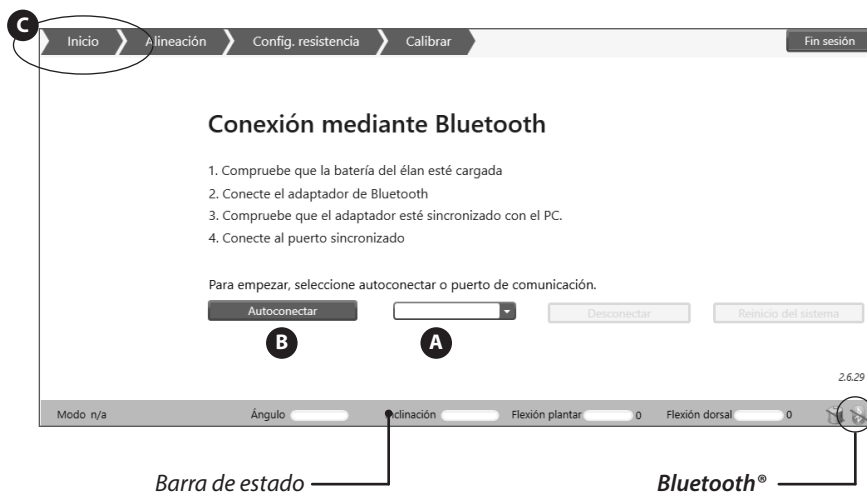 C
Inicio Alineación Config. resistencia Calibrar Fin sesión
Conexión mediante Bluetooth
1. Compruebe que la batería del élan esté cargada
2. Conecte el adaptador de Bluetooth
3. Compruebe que el adaptador esté sincronizado con el PC.
4. Conecte al puerto sincronizado
Para empezar, seleccione autoconectar o puerto de comunicación.
Autoconectar Desconectar Reinicio del sistema
B A
2.6.29
Modo n/a Ángulo Inclinación Flexión plantar 0 Flexión dorsal 0
Barra de estado Bluetooth®